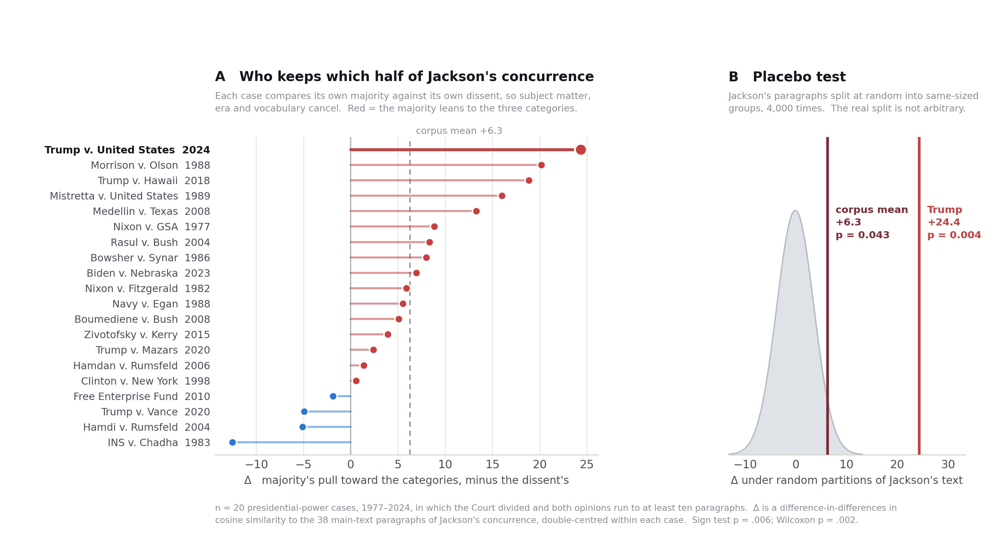 A Who keeps which half of Jackson's concurrence
Each case compares its own majority against its own dissent, so subject matter,
era and vocabulary cancel. Red = the majority leans to the three categories.
corpus mean +6.3
Trump v. United States 2024
Morrison v. Olson 1988
Trump v. Hawaii 2018
Mistretta v. United States 1989
Medellin v. Texas 2008
Nixon v. GSA 1977
Rasul v. Bush 2004
Bowsher v. Synar 1986
Biden v. Nebraska 2023
Nixon v. Fitzgerald 1982
Navy v. Egan 1988
Boumediene v. Bush 2008
Zivotofsky v. Kerry 2015
Trump v. Mazars 2020
Hamdan v. Rumsfeld 2006
Clinton v. New York 1998
Free Enterprise Fund 2010
Trump v. Vance 2020
Hamdi v. Rumsfeld 2004
INS v. Chadha 1983
−10 −5 0 5 10 15 20 25
Δ majority's pull toward the categories, minus the dissent's
B Placebo test
Jackson's paragraphs split at random into same-sized
groups, 4,000 times. The real split is not arbitrary.
corpus mean
+6.3
p = 0.043
Trump
+24.4
p = 0.004
−10 0 10 20 30
Δ under random partitions of Jackson's text
n = 20 presidential-power cases, 1977–2024, in which the Court divided and both opinions run to at least ten paragraphs. Δ is a difference-in-differences in
cosine similarity to the 38 main-text paragraphs of Jackson's concurrence, double-centred within each case. Sign test p = .006; Wilcoxon p = .002.